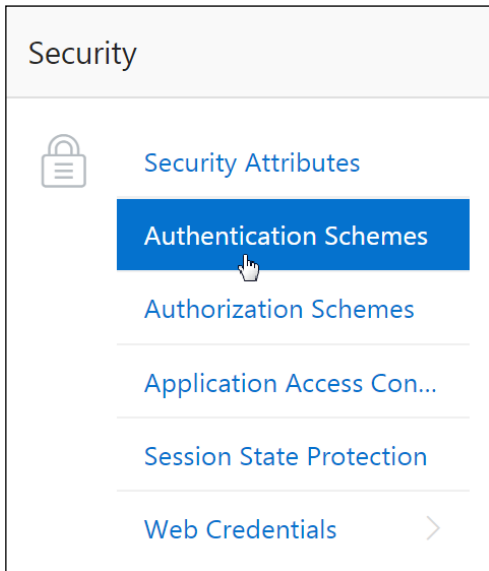 Security
Security Attributes
Authentication Schemes
Authorization Schemes
Application Access Con...
Session State Protection
Web Credentials